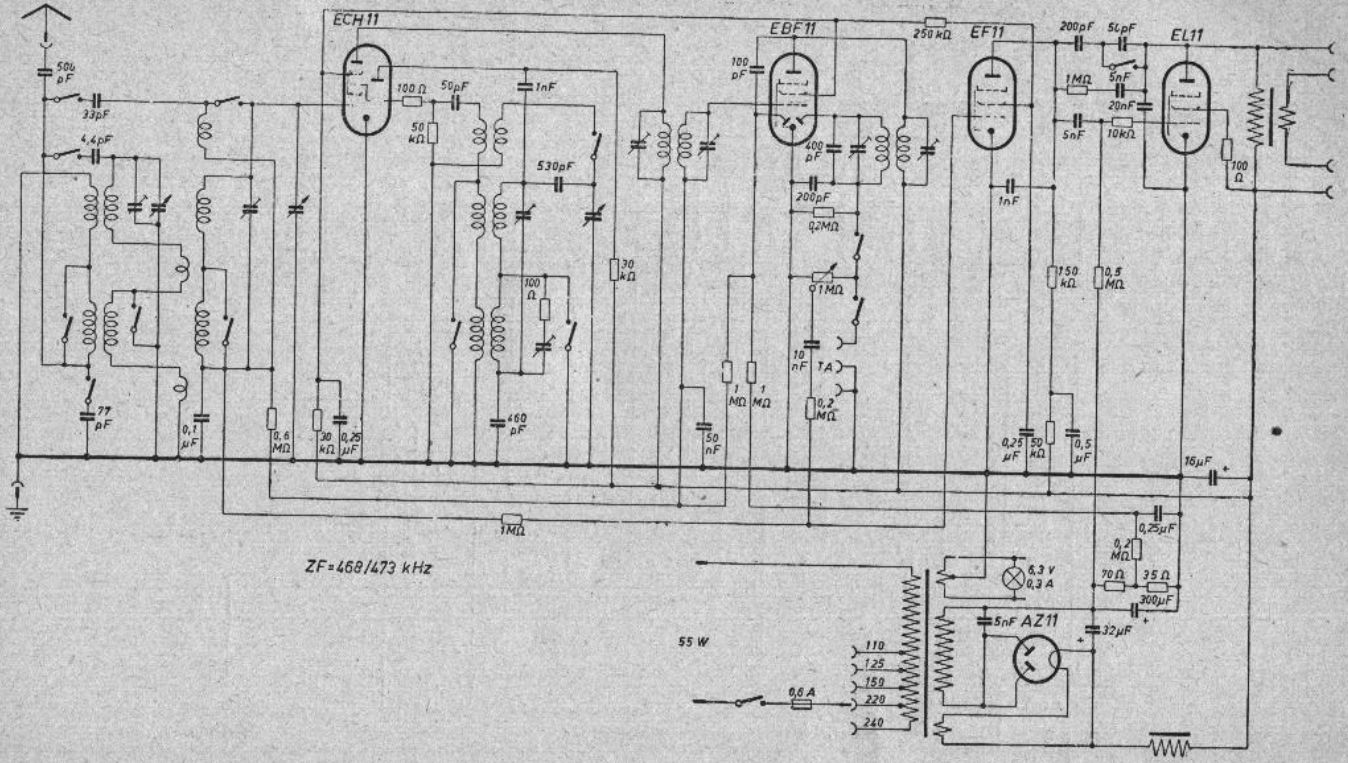 ECH11
EBF11
EF11
EL11
250 kΩ
200pF
50pF
500
pF
33pF
4,4pF
100 Ω
50pF
50
kΩ
1nF
530pF
100
pF
400
pF
200pF
0,2MΩ
1MΩ
5nF
1MΩ
20nF
5nF
10kΩ
100
Ω
1nF
30
kΩ
100
Ω
150
kΩ
0,5
MΩ
10
nF
TA
0,2
MΩ
1
MΩ
1
MΩ
77
pF
0,1
µF
0,6
MΩ
30
kΩ
0,25
µF
460
pF
50
nF
0,25
µF
50
kΩ
0,5
µF
16µF
+
1MΩ
0,25µF
0,2
MΩ
70Ω
35Ω
300µF
+
ZF=468/473 kHz
6,3 V
0,3 A
5nF
AZ11
32µF
+
55 W
110
125
150
220
240
0,6 A